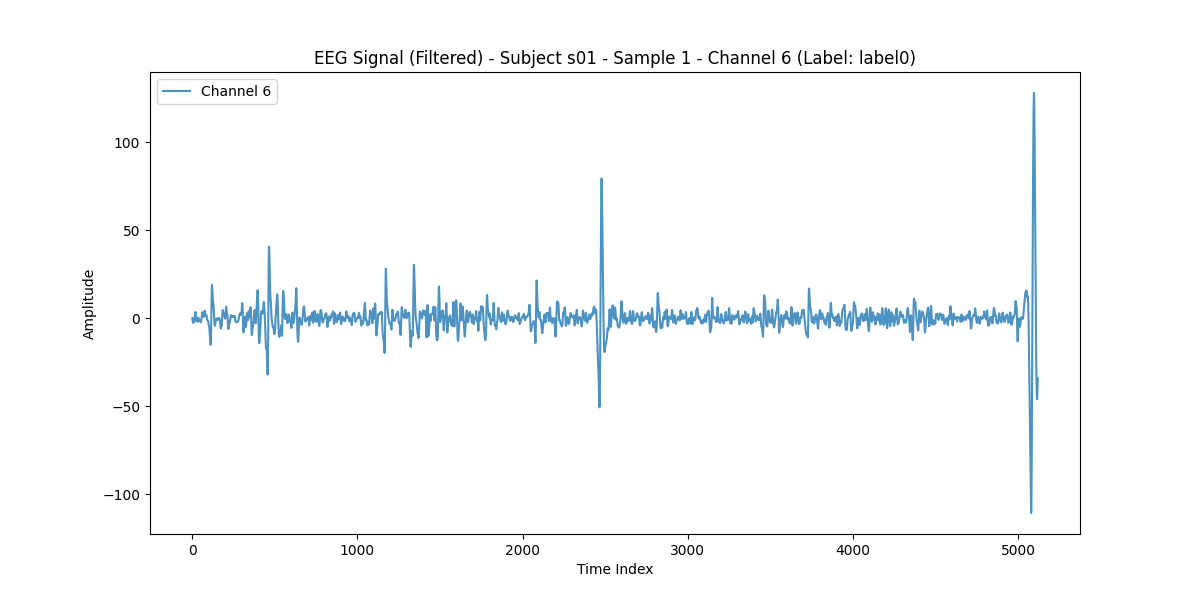 EEG Signal (Filtered) - Subject s01 - Sample 1 - Channel 6 (Label: label0)
Channel 6
Amplitude
100
50
0
−50
−100
0 1000 2000 3000 4000 5000
Time Index